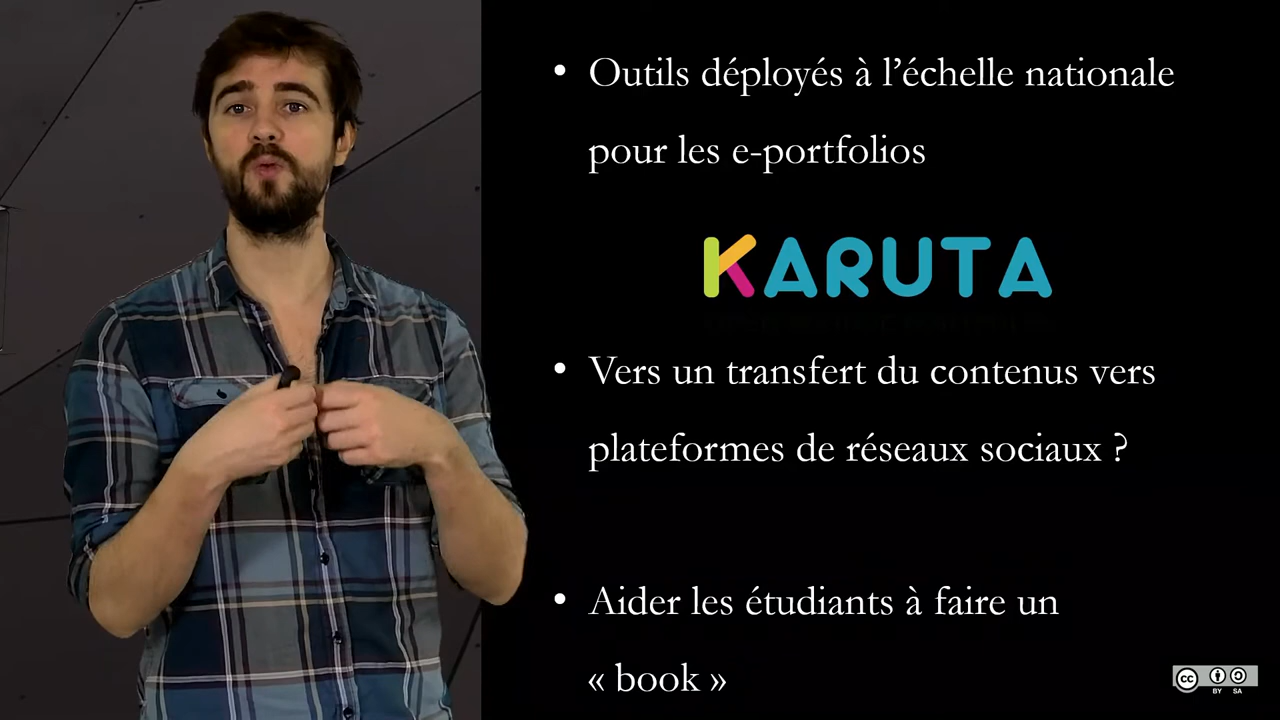 • Outils déployés à l’échelle nationale
pour les e-portfolios
KARUTA
• Vers un transfert du contenus vers
plateformes de réseaux sociaux ?
• Aider les étudiants à faire un
« book »
cc
BY SA